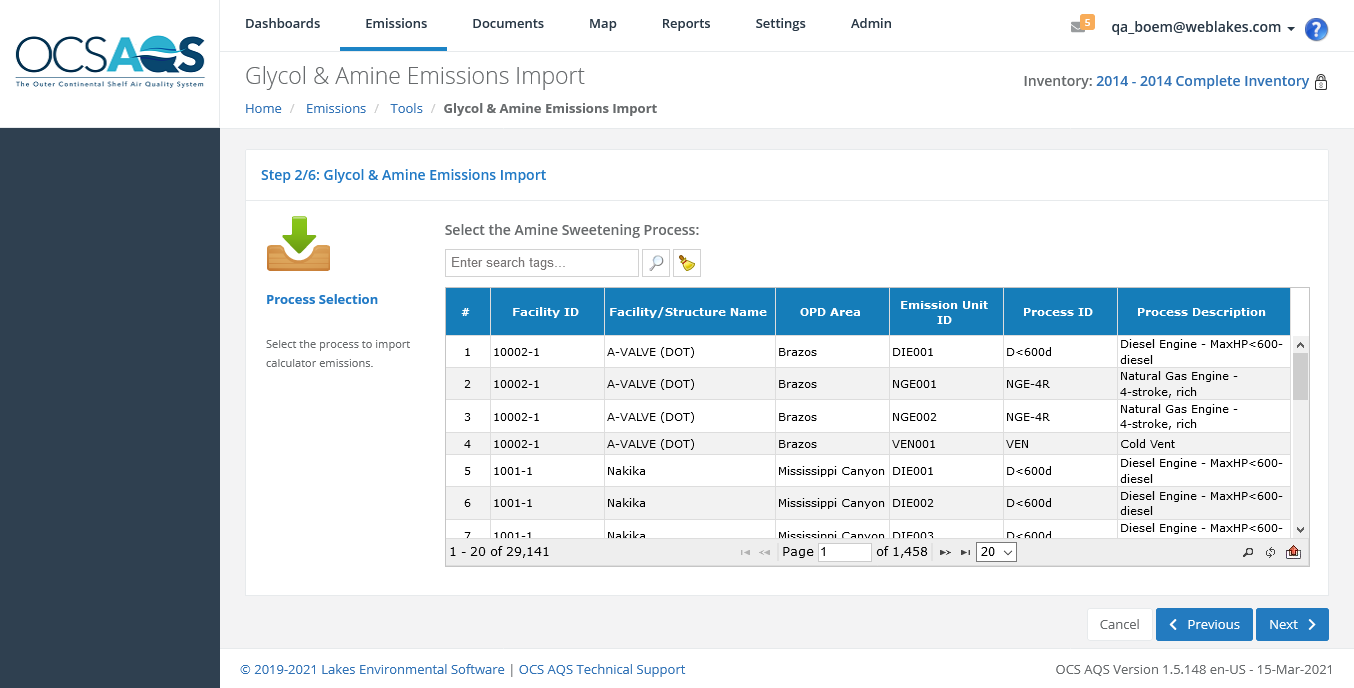 OCSAQS
The Outer Continental Shelf Air Quality System
Dashboards Emissions Documents Map Reports Settings Admin
5
qa_boem@weblakes.com
?
Glycol & Amine Emissions Import
Inventory: 2014 - 2014 Complete Inventory
Home / Emissions / Tools / Glycol & Amine Emissions Import
Step 2/6: Glycol & Amine Emissions Import
Process Selection
Select the process to import
calculator emissions.
Select the Amine Sweetening Process:
Enter search tags...
# Facility ID Facility/Structure Name OPD Area Emission Unit ID Process ID Process Description
1 10002-1 A-VALVE (DOT) Brazos DIE001 D<600d Diesel Engine - MaxHP<600-
diesel
2 10002-1 A-VALVE (DOT) Brazos NGE001 NGE-4R Natural Gas Engine -
4-stroke, rich
3 10002-1 A-VALVE (DOT) Brazos NGE002 NGE-4R Natural Gas Engine -
4-stroke, rich
4 10002-1 A-VALVE (DOT) Brazos VEN001 VEN Cold Vent
5 1001-1 Nakika Mississippi Canyon DIE001 D<600d Diesel Engine - MaxHP<600-
diesel
6 1001-1 Nakika Mississippi Canyon DIE002 D<600d Diesel Engine - MaxHP<600-
diesel
7 1001-1 Nakika Mississippi Canyon DIE003 D<600d Diesel Engine - MaxHP<600-
1 - 20 of 29,141 Page 1 of 1,458 20
Cancel Previous Next
© 2019-2021 Lakes Environmental Software | OCS AQS Technical Support
OCS AQS Version 1.5.148 en-US - 15-Mar-2021